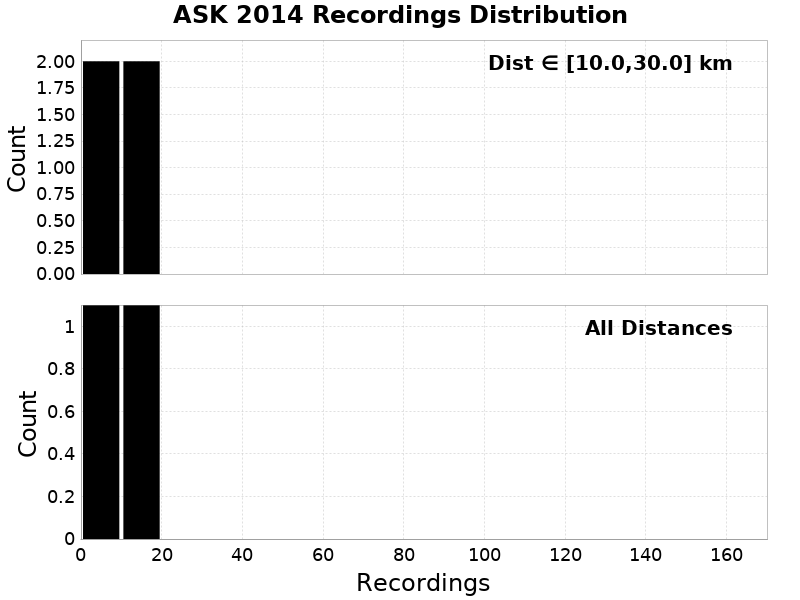 ASK 2014 Recordings Distribution
Dist ∈ [10.0,30.0] km
2.00
1.75
1.50
1.25
1.00
0.75
0.50
0.25
0.00
Count
All Distances
1
0.8
0.6
0.4
0.2
0
Count
0 20 40 60 80 100 120 140 160
Recordings